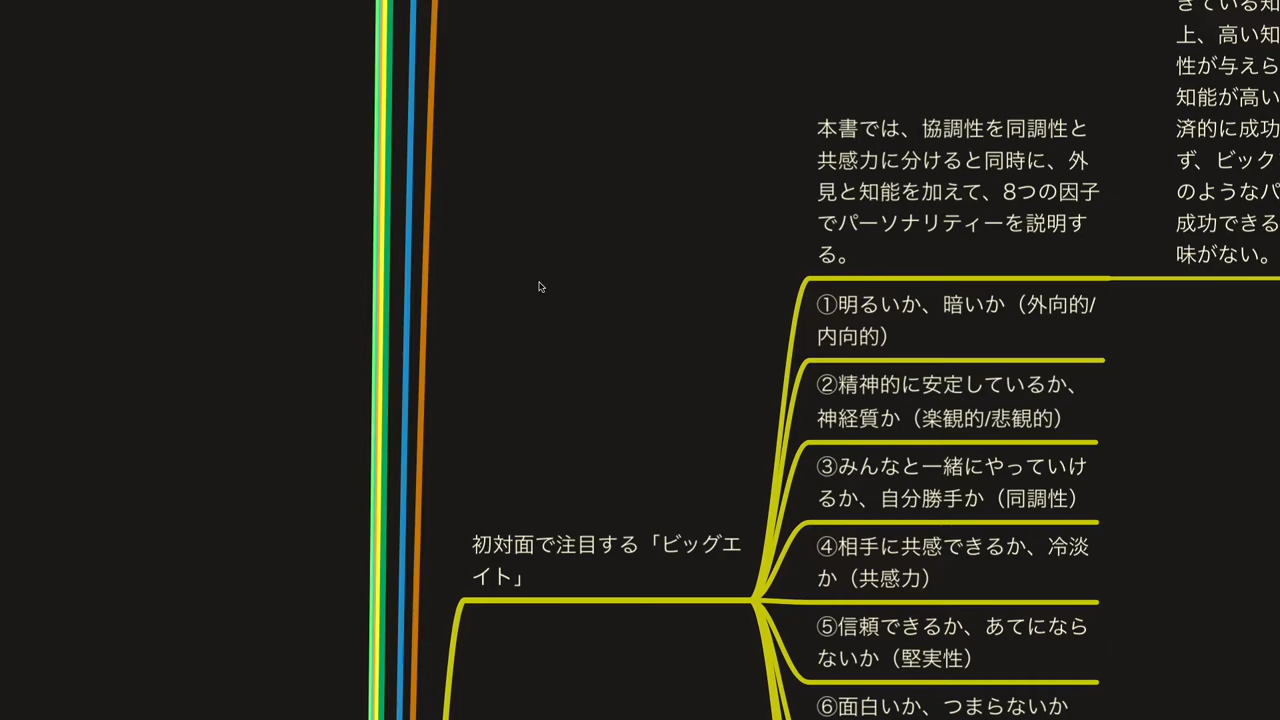 初対面で注目する「ビッグエ
イト」
本書では、協調性を同調性と
共感力に分けると同時に、外
見と知能を加えて、8つの因子
でパーソナリティーを説明す
る。
①明るいか、暗いか（外向的/
内向的）
②精神的に安定しているか、
神経質か（楽観的/悲観的）
③みんなと一緒にやっていけ
るか、自分勝手か（同調性）
④相手に共感できるか、冷淡
か（共感力）
⑤信頼できるか、あてになら
ないか（堅実性）
⑥面白いか、つまらないか
きている知
上、高い知
性が与えら
知能が高い
済的に成功
ず、ビック
のようなパ
成功できる
味がない。